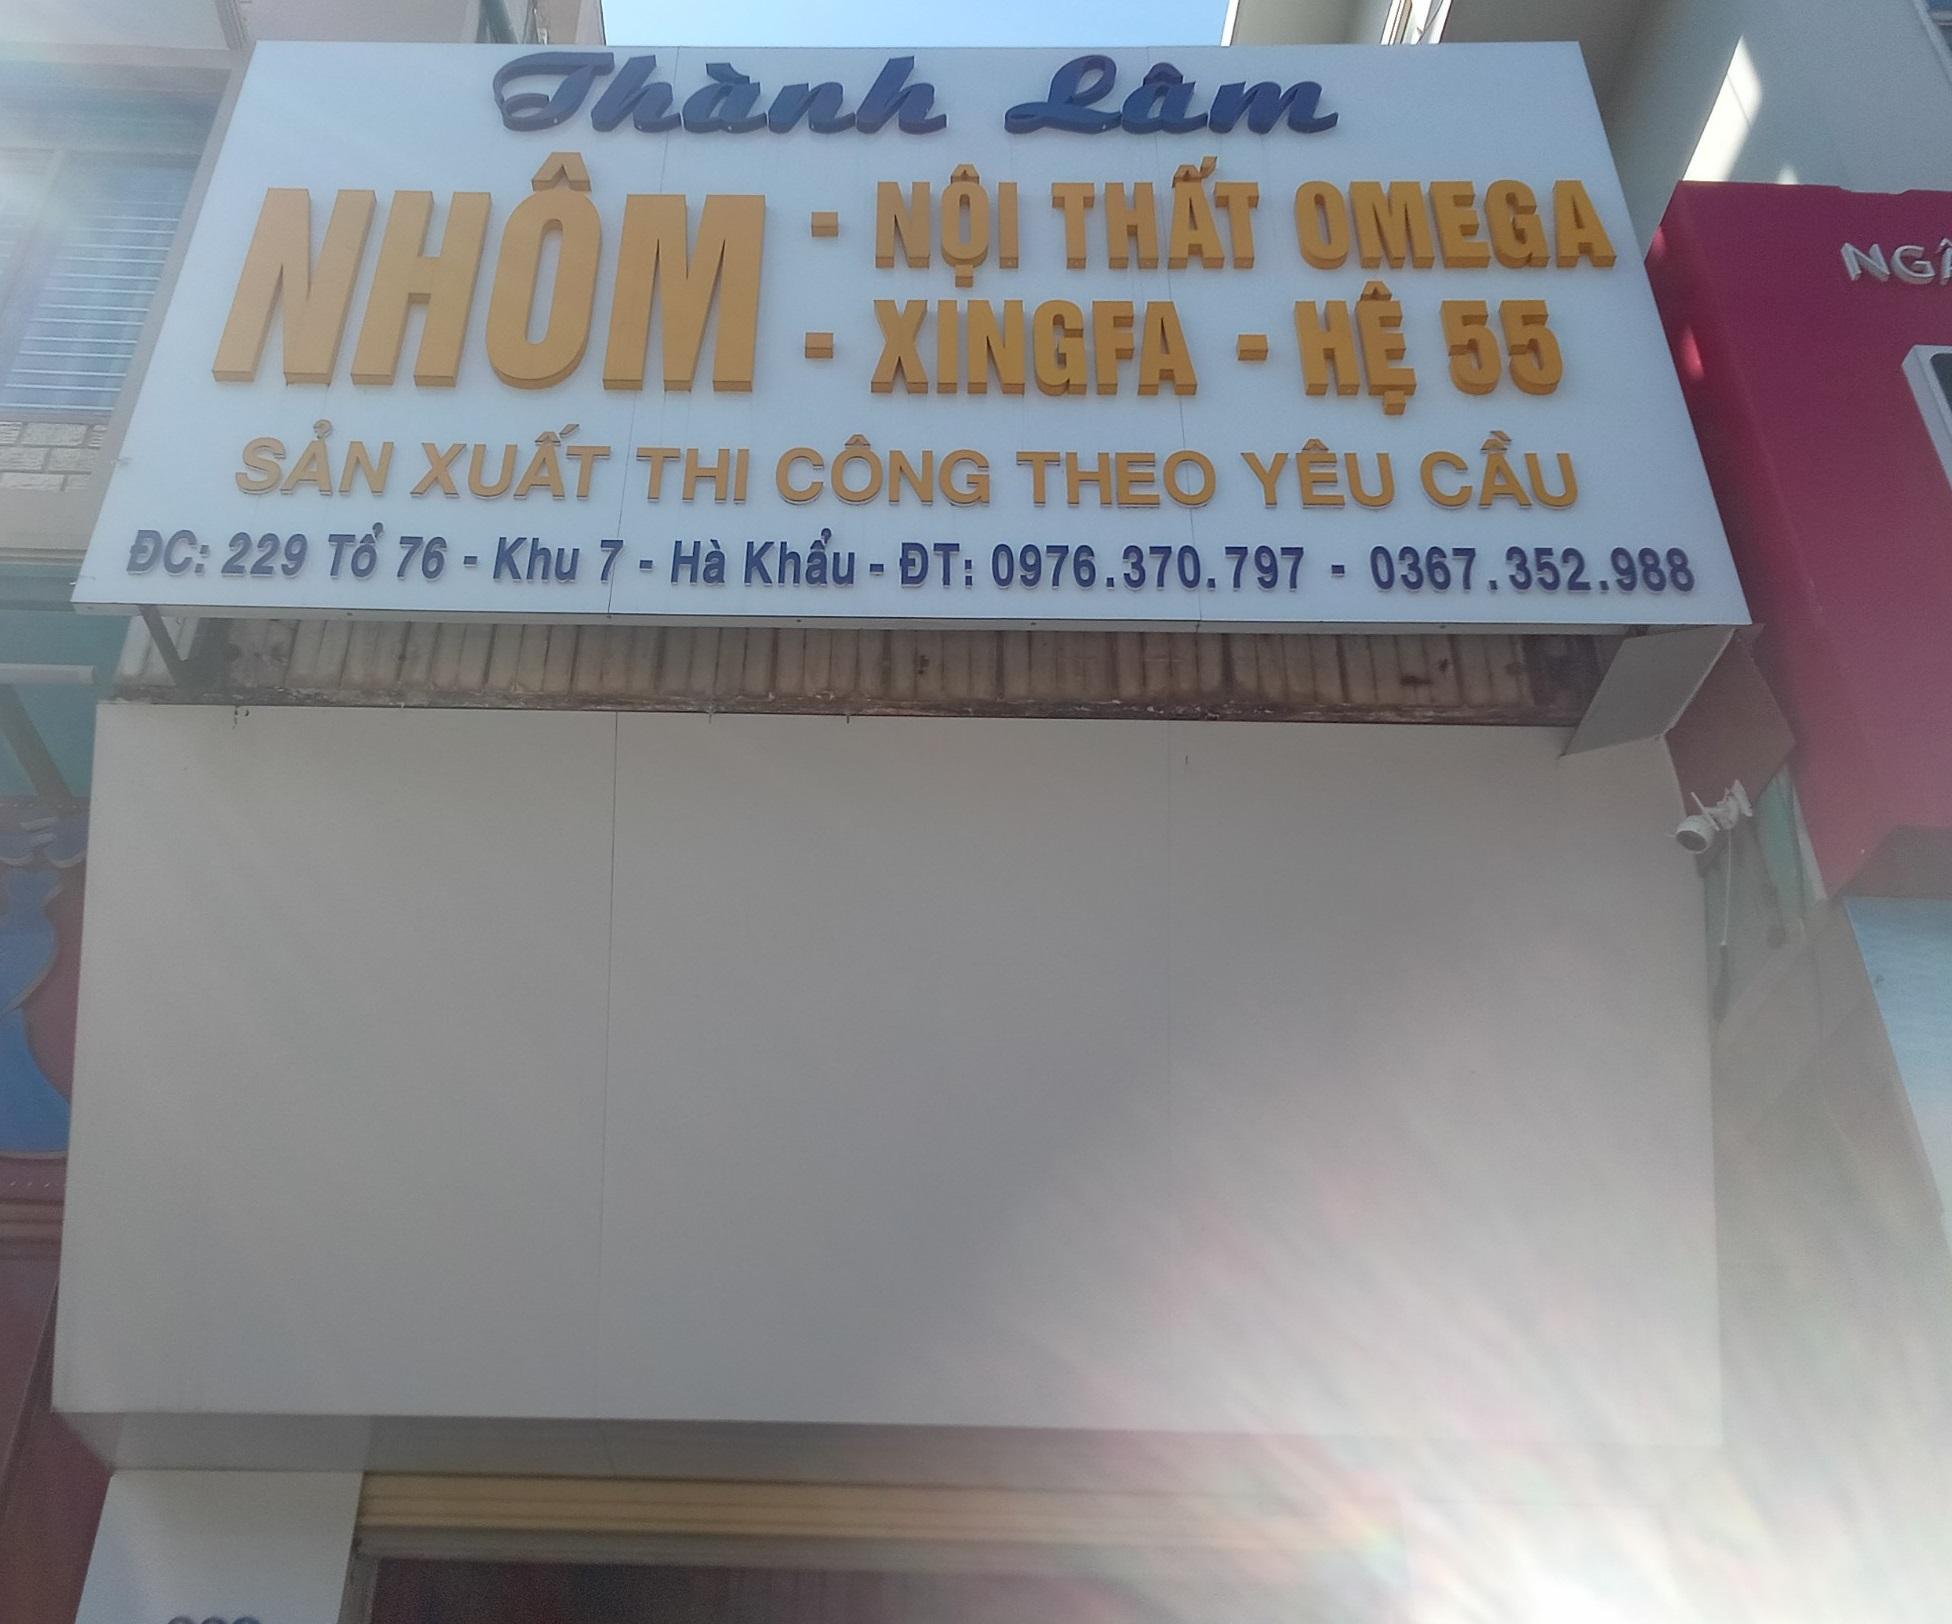 Thành Lâm
NHÔM
- NỘI THẤT OMEGA
- XINGFA - HỆ 55
SẢN XUẤT THI CÔNG THEO YÊU CẦU
ĐC: 229 Tổ 76 - Khu 7 - Hà Khẩu - ĐT: 0976.370.797 - 0367.352.988